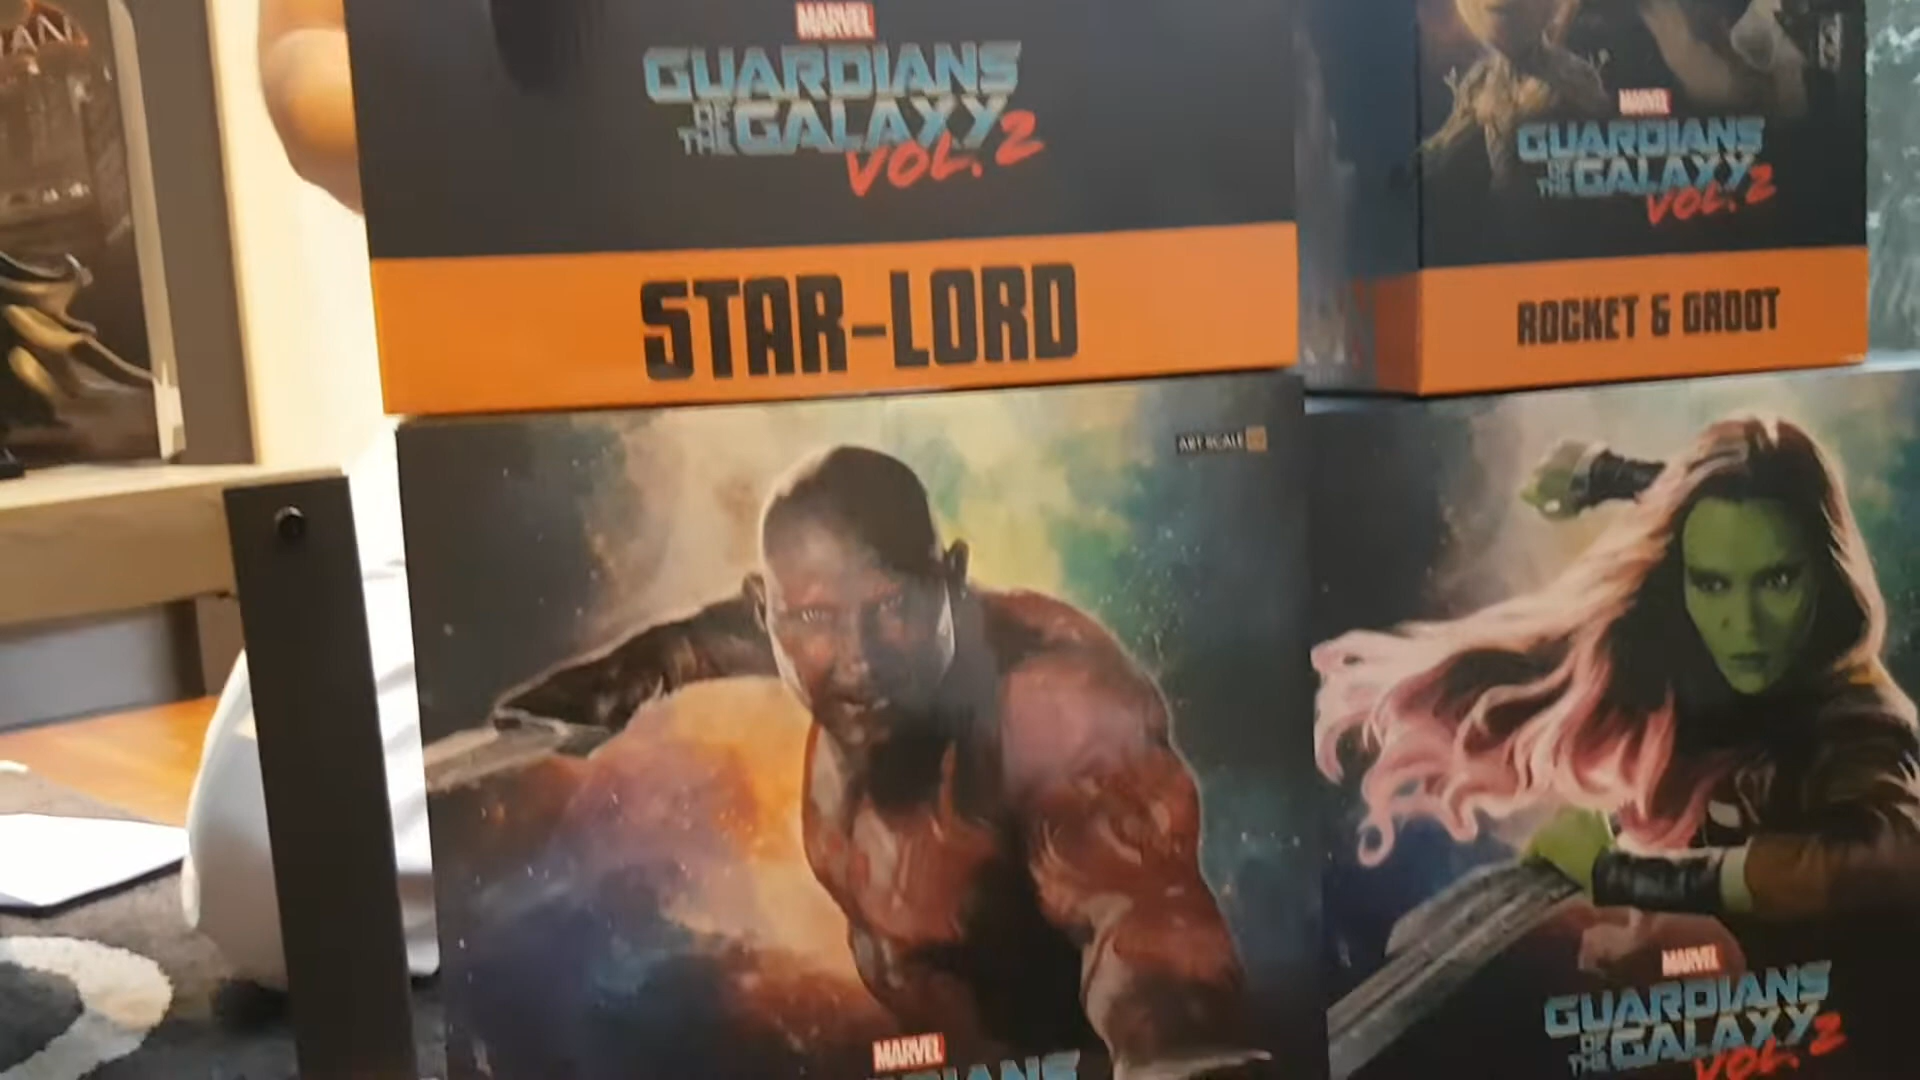 MARVEL
GUARDIANS
OF
THE GALAXY
VOL. 2
STAR-LORD
MARVEL
GUARDIANS
OF
THE GALAXY
VOL. 2
ROCKET & GROOT
ART SCALE
MARVEL
MARVEL
GUARDIANS
OF
THE GALAXY
VOL. 2